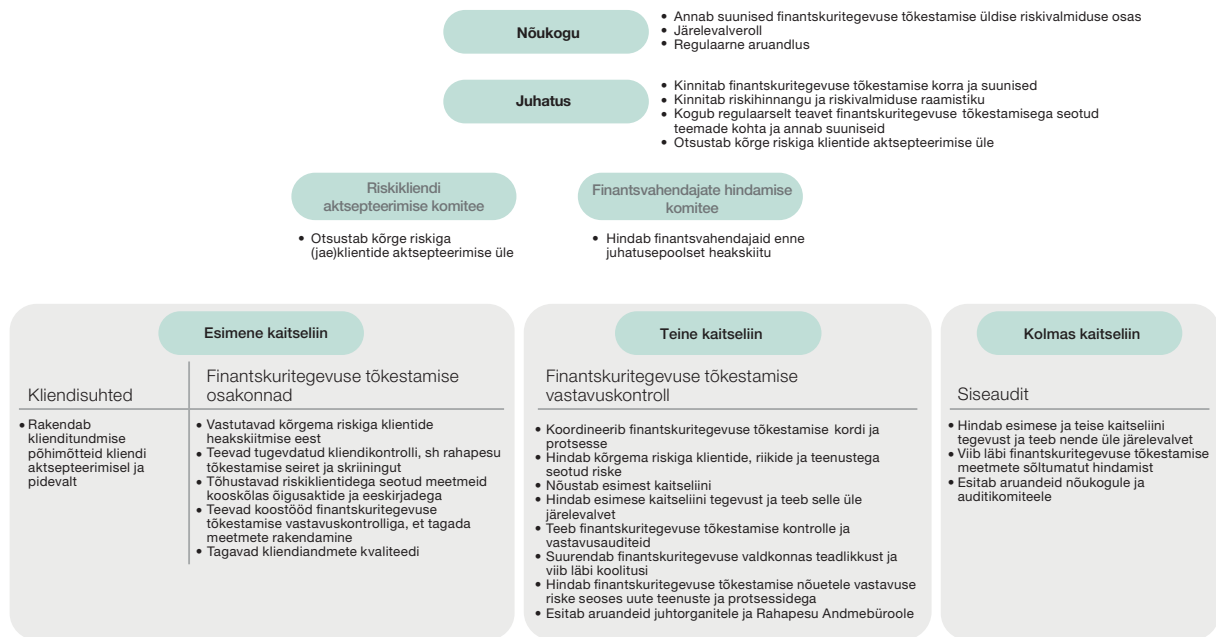 Nõukogu
• Annab suunised finantskuritegevuse tõkestamise üldise riskivalmiduse osas
• Järelevalveroll
• Regulaarne aruandlus
Juhatus
• Kinnitab finantskuritegevuse tõkestamise korra ja suunised
• Kinnitab riskihinnangu ja riskivalmiduse raamistiku
• Kogub regulaarselt teavet finantskuritegevuse tõkestamisega seotud
teemade kohta ja annab suuniseid
• Otsustab kõrge riskiga klientide aktsepteerimise üle
Riskikliendi
aktsepteerimise komitee
• Otsustab kõrge riskiga
(jae)klientide aktsepteerimise üle
Finantsvahendajate hindamise
komitee
• Hindab finantsvahendajaid enne
juhatusepoolset heakskiitu
Esimene kaitseliin
Kliendisuhted
• Rakendab
klienditundmise
põhimõtteid kliendi
aktsepteerimisel ja
pidevalt
Finantskuritegevuse tõkestamise
osakonnad
• Vastutavad kõrgema riskiga klientide
heakskiitmise eest
• Teevad tugevdatud kliendikontrolli, sh rahapesu
tõkestamise seiret ja skriiningut
• Tõhustavad riskiklientidega seotud meetmeid
kooskõlas õigusaktide ja eeskirjadega
• Teevad koostööd finantskuritegevuse
tõkestamise vastavuskontrolliga, et tagada
meetmete rakendamine
• Tagavad kliendiandmete kvaliteedi
Teine kaitseliin
Finantskuritegevuse tõkestamise
vastavuskontroll
• Koordineerib finantskuritegevuse tõkestamise kordi ja
protsesse
• Hindab kõrgema riskiga klientide, riikide ja teenustega
seotud riske
• Nõustab esimest kaitseliini
• Hindab esimese kaitseliini tegevust ja teeb selle üle
järelevalvet
• Teeb finantskuritegevuse tõkestamise kontrolle ja
vastavusauditeid
• Suurendab finantskuritegevuse valdkonnas teadlikkust ja
viib läbi koolitusi
• Hindab finantskuritegevuse tõkestamise nõuetele vastavuse
riske seoses uute teenuste ja protsessidega
• Esitab aruandeid juhtorganitele ja Rahapesu Andmebüroole
Kolmas kaitseliin
Siseaudit
• Hindab esimese ja teise kaitseliini
tegevust ja teeb nende üle järelevalvet
• Viib läbi finantskuritegevuse tõkestamise
meetmete sõltumatut hindamist
• Esitab aruandeid nõukogule ja
auditikomiteele